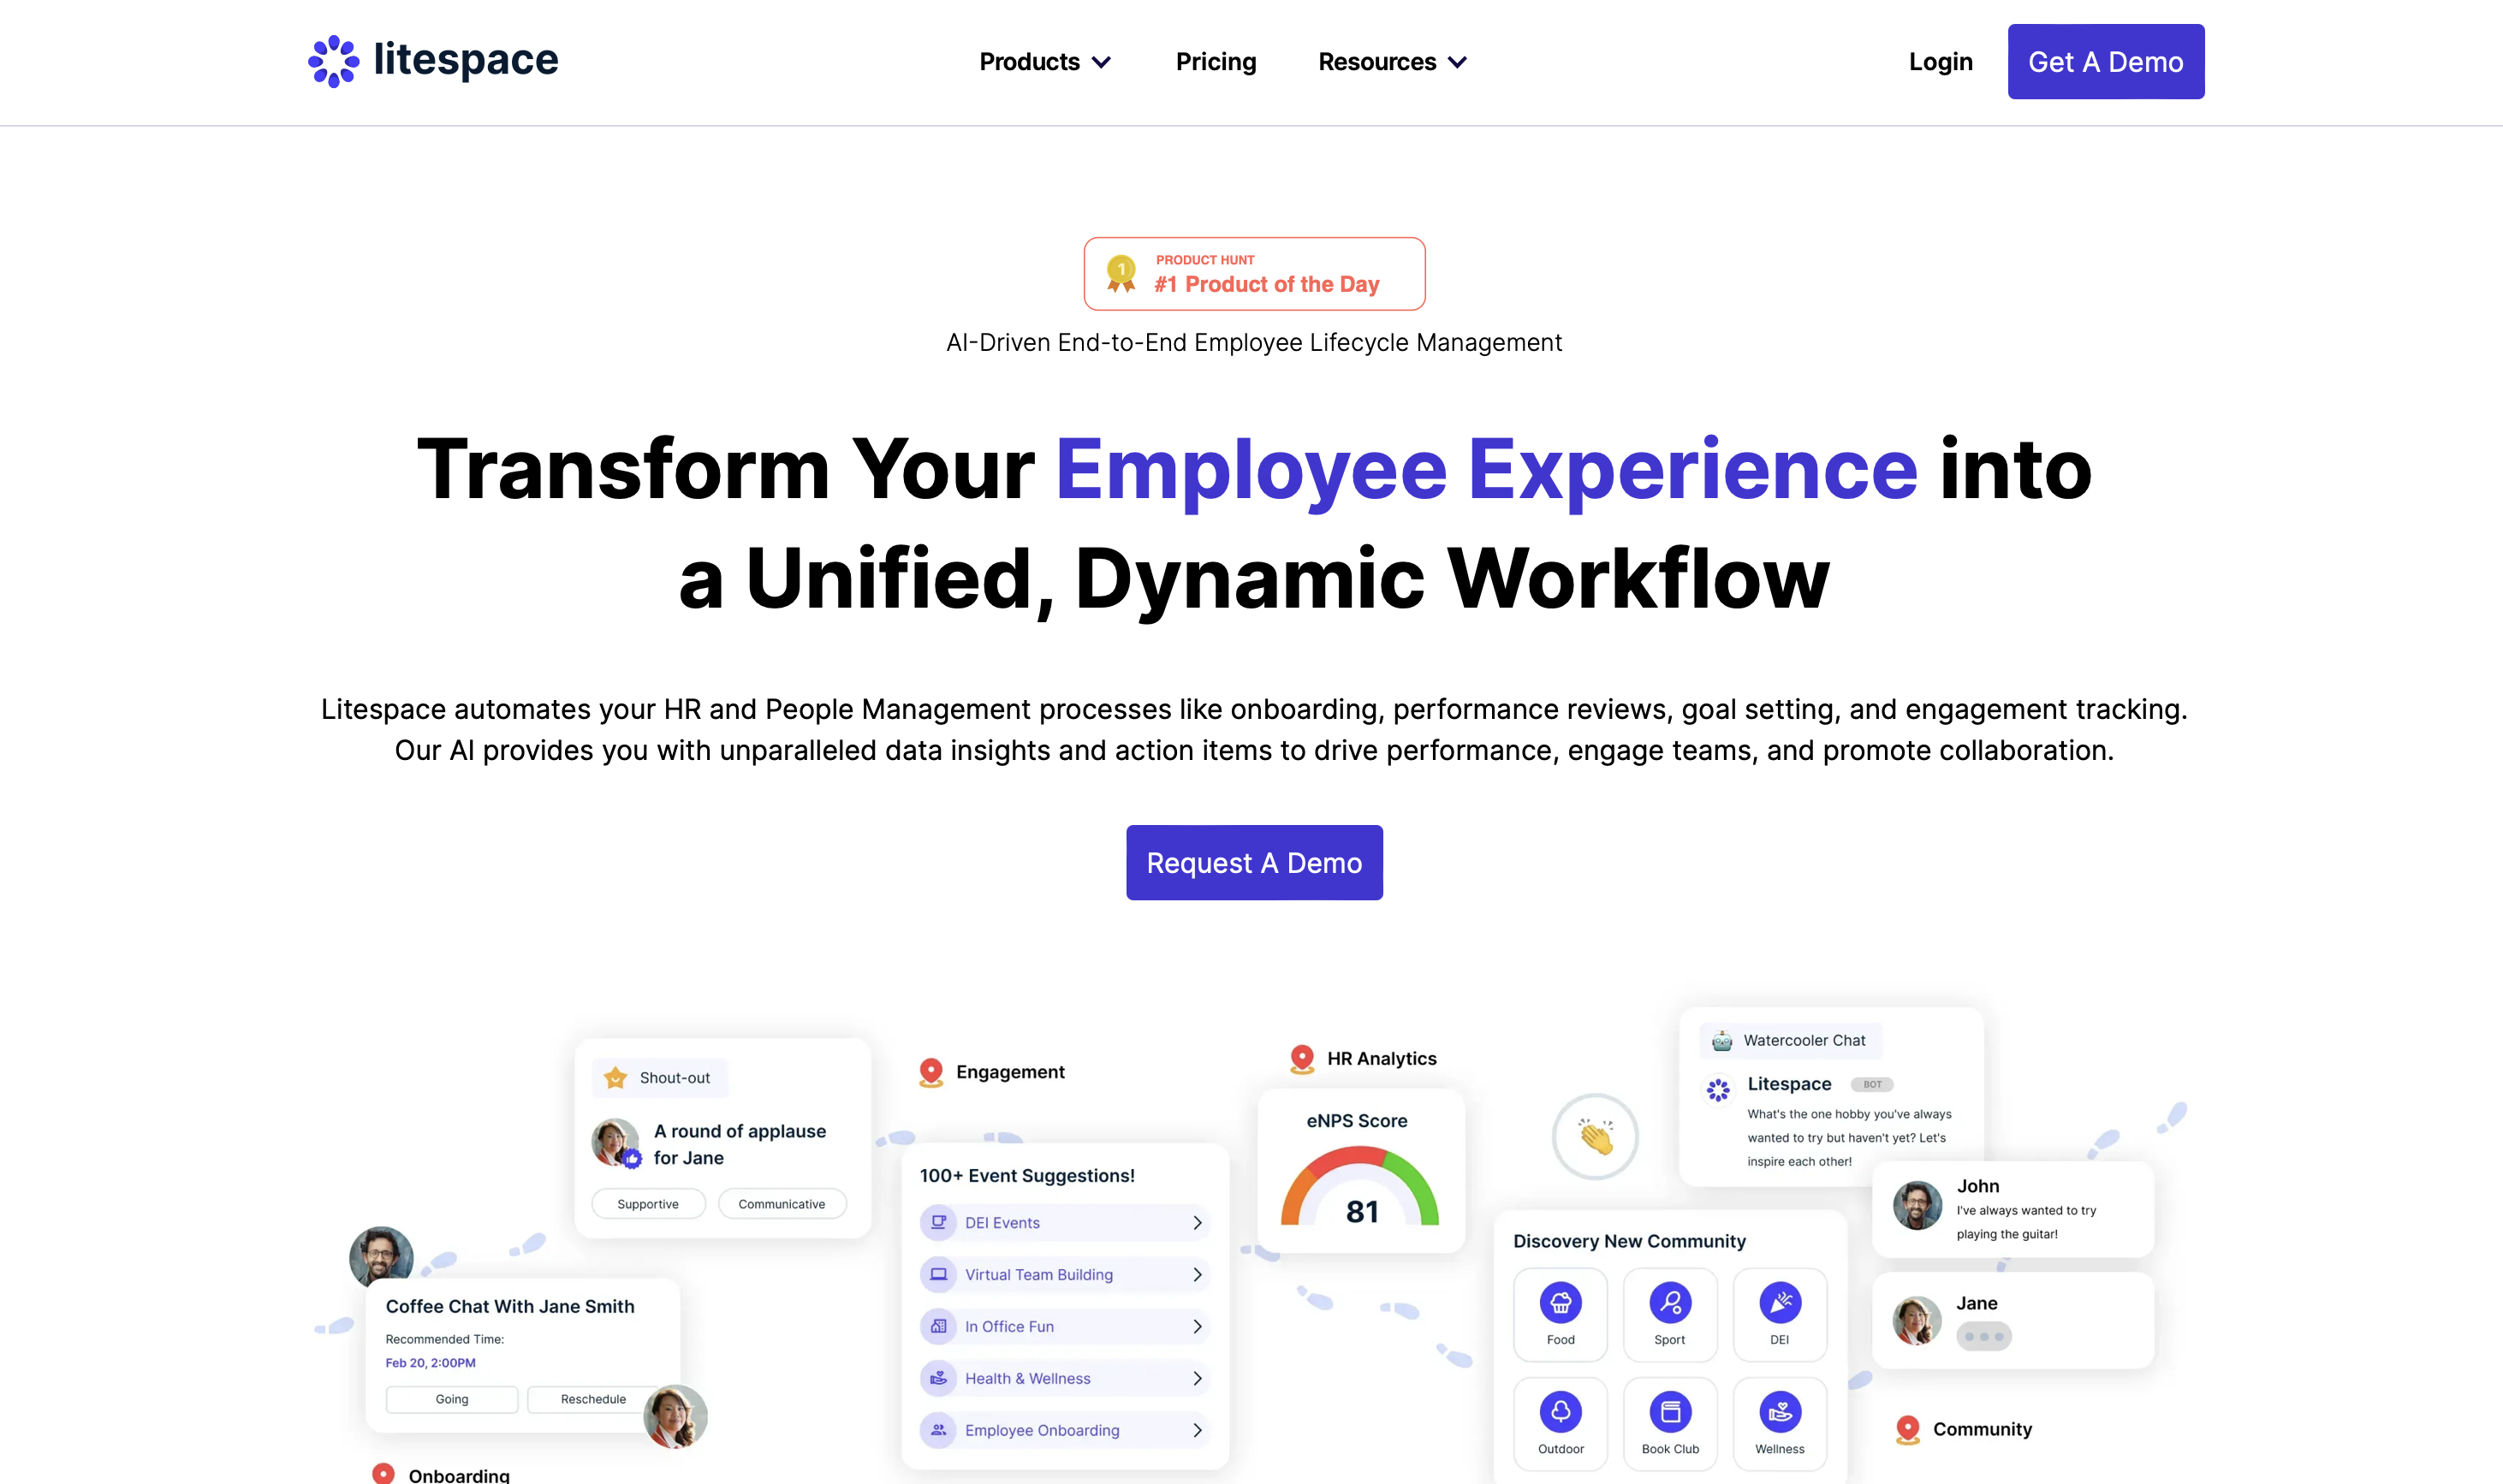 litespace
Products
Pricing
Resources
Login
Get A Demo
1
PRODUCT HUNT
#1 Product of the Day
AI-Driven End-to-End Employee Lifecycle Management
Transform Your Employee Experience into
a Unified, Dynamic Workflow
Litespace automates your HR and People Management processes like onboarding, performance reviews, goal setting, and engagement tracking.
Our AI provides you with unparalleled data insights and action items to drive performance, engage teams, and promote collaboration.
Request A Demo
Shout-out
A round of applause
for Jane
Supportive
Communicative
Coffee Chat With Jane Smith
Recommended Time:
Feb 20, 2:00PM
Going
Reschedule
Onboarding
Engagement
100+ Event Suggestions!
DEI Events
Virtual Team Building
In Office Fun
Health & Wellness
Employee Onboarding
HR Analytics
eNPS Score
81
Watercooler Chat
Litespace
BOT
What's the one hobby you've always
wanted to try but haven't yet? Let's
inspire each other!
John
I've always wanted to try
playing the guitar!
Jane
Discovery New Community
Food
Sport
DEI
Outdoor
Book Club
Wellness
Community